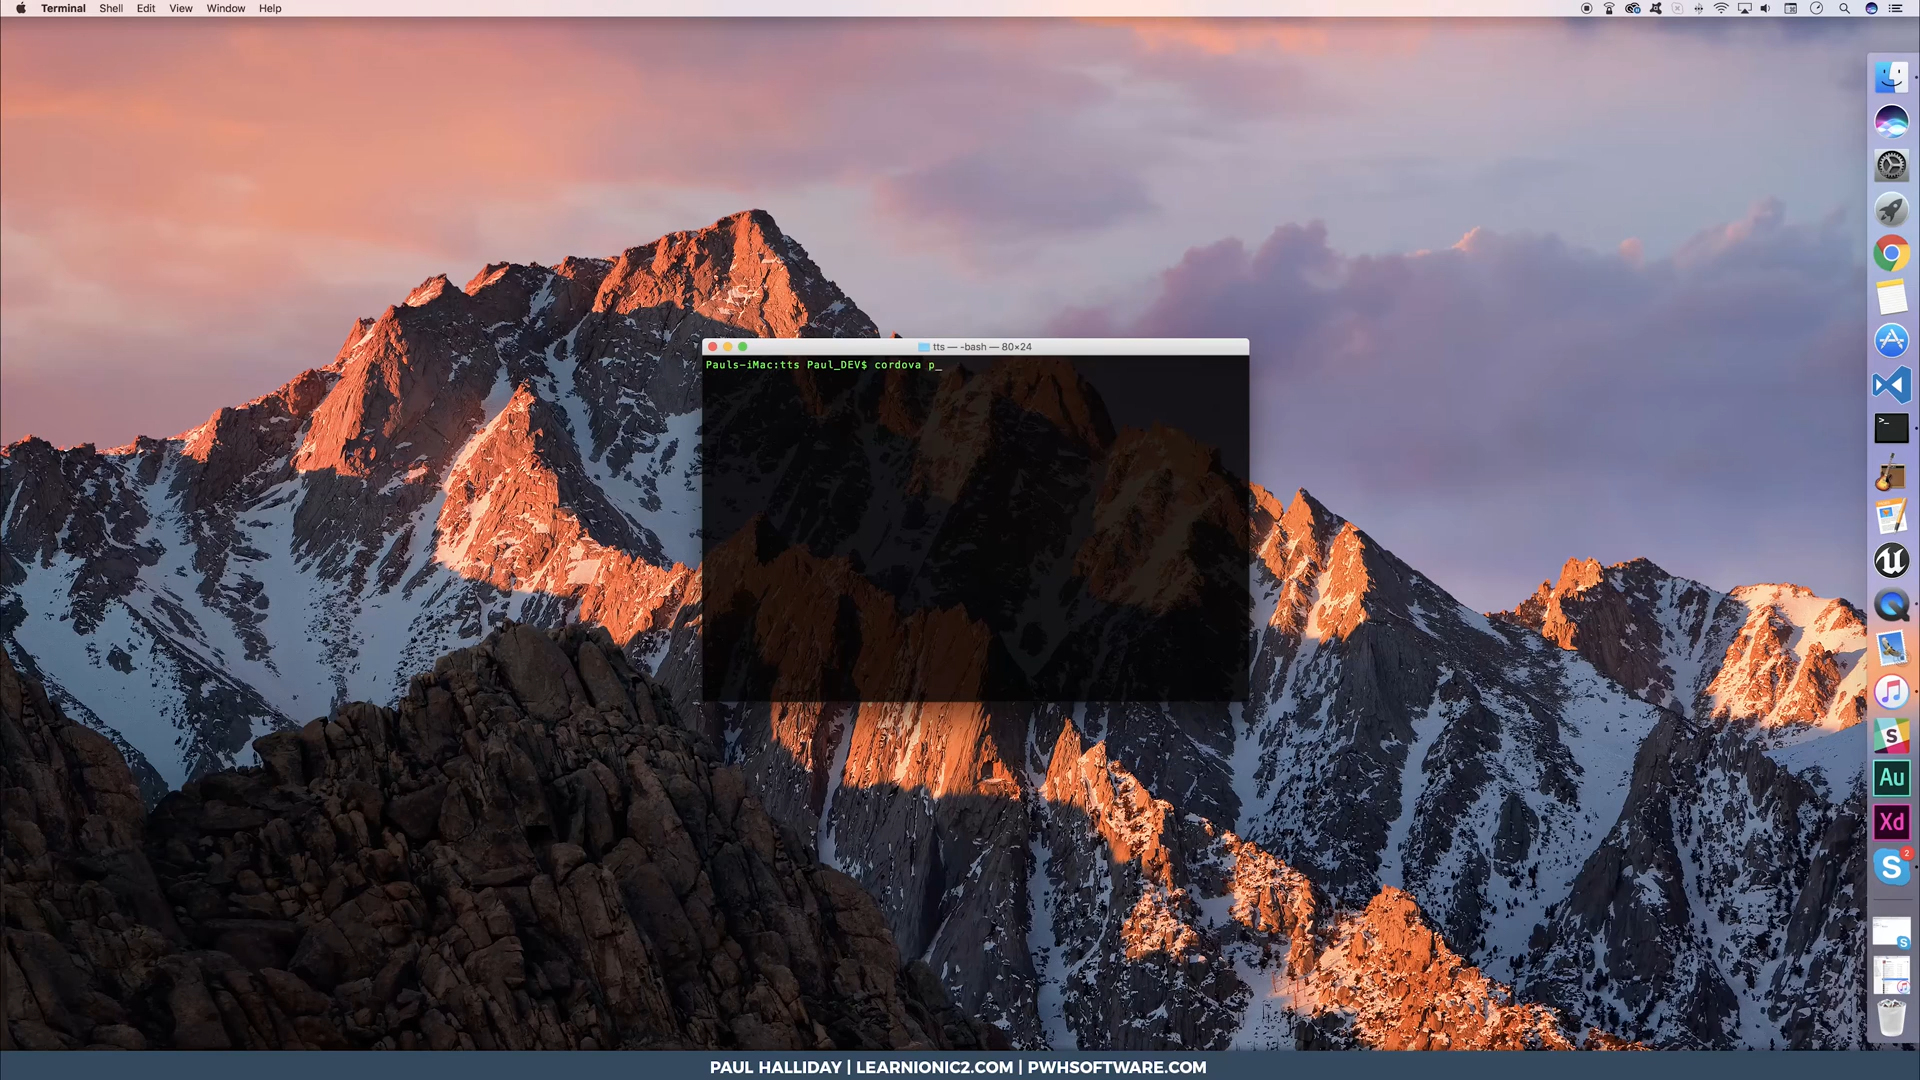 Terminal Shell Edit View Window Help
tts — -bash — 80×24
Pauls-iMac:tts Paul_DEV$ cordova p_
Au
Xd
S
2
PAUL HALLIDAY | LEARNIONIC2.COM | PWHSOFTWARE.COM